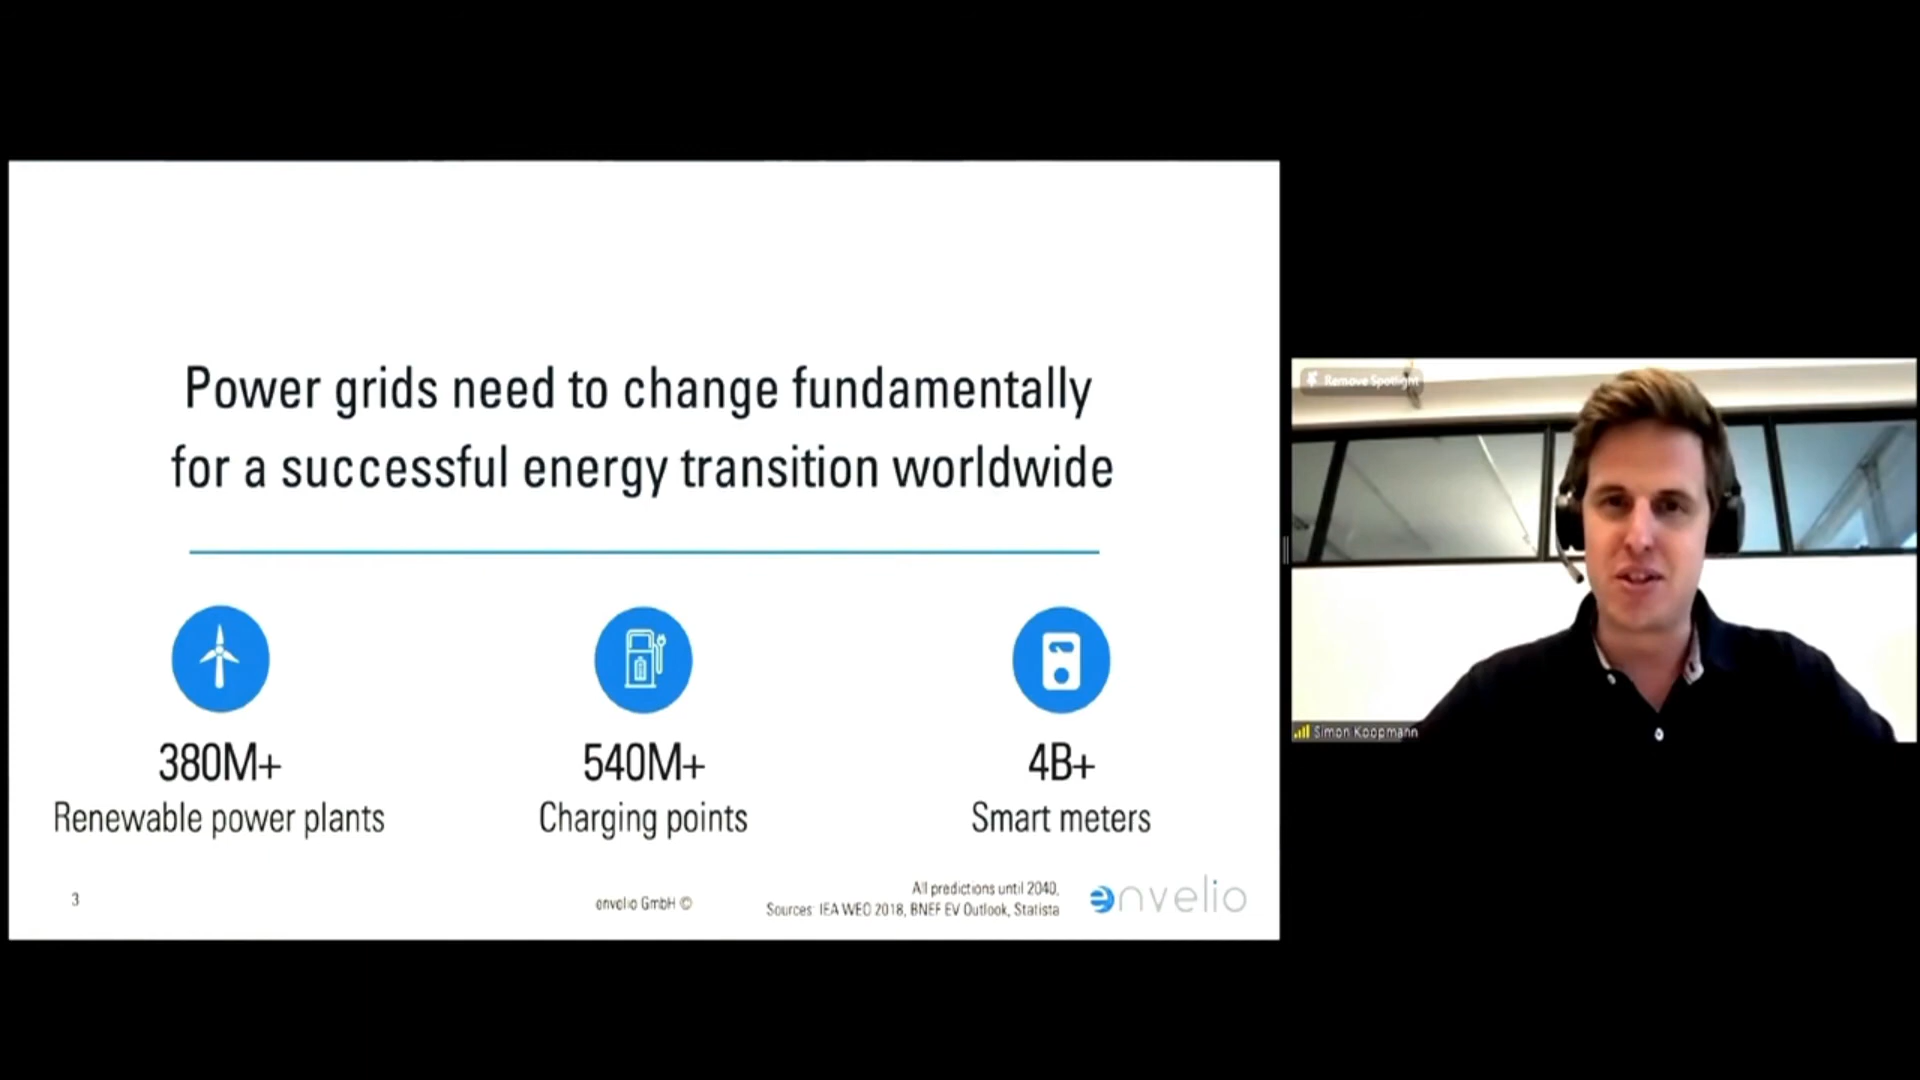 Power grids need to change fundamentally
for a successful energy transition worldwide
380M+
Renewable power plants
540M+
Charging points
4B+
Smart meters
3
envelio GmbH ©
All predictions until 2040,
Sources: IEA WEO 2018, BNEF EV Outlook, Statista
envelio
Remove Spotlight
Simon Koopmann